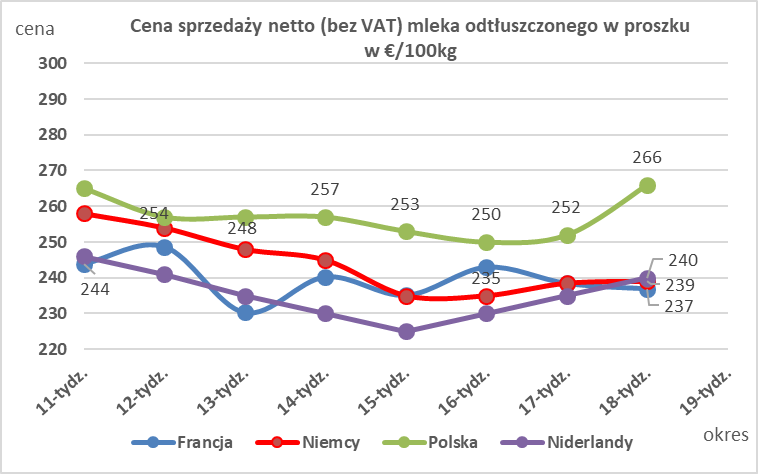 cena
Cena sprzedaży netto (bez VAT) mleka odtłuszczonego w proszku
w €/100kg
300
290
280
270
260
250
240
230
220
266
257
254
253
252
250
248
244
240
239
237
235
11-tydz.
12-tydz.
13-tydz.
14-tydz.
15-tydz.
16-tydz.
17-tydz.
18-tydz.
19-tydz.
okres
Francja Niemcy Polska Niderlandy